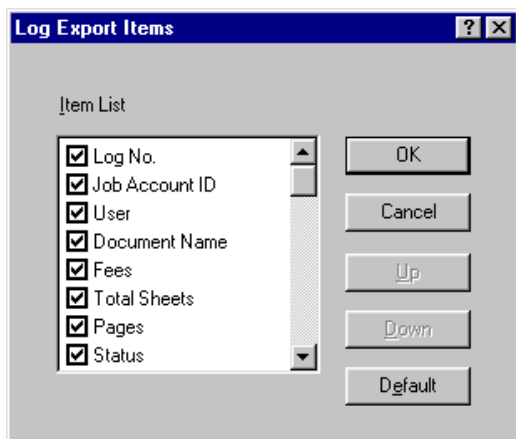 Log Export Items
Item List
Log No.
Job Account ID
User
Document Name
Fees
Total Sheets
Pages
Status
OK
Cancel
Up
Down
Default